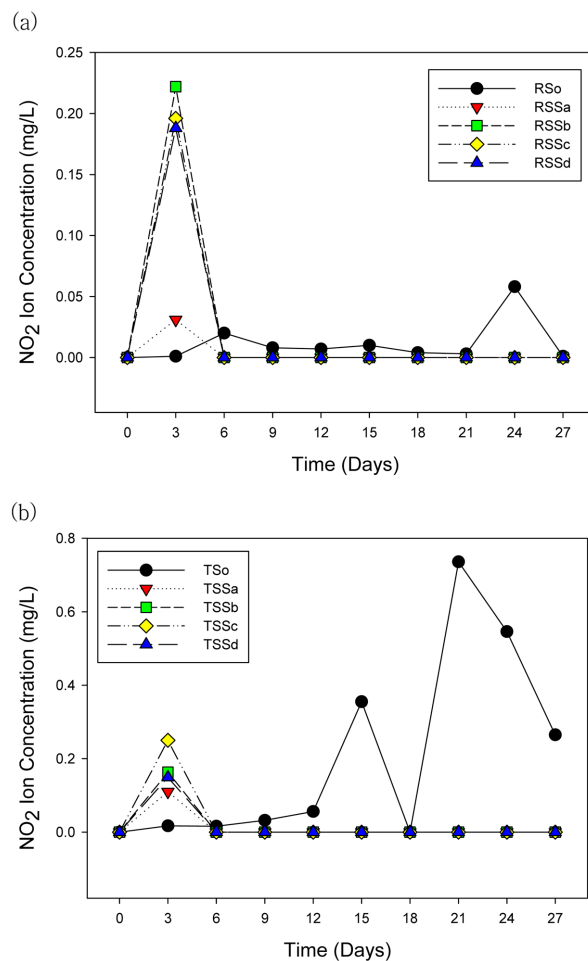 (a)
NO2 Ion Concentration (mg/L)
0.25
0.20
0.15
0.10
0.05
0.00
RSo
RSSa
RSSb
RSSc
RSSd
0 3 6 9 12 15 18 21 24 27
Time (Days)
(b)
NO2 Ion Concentration (mg/L)
0.8
0.6
0.4
0.2
0.0
TSo
TSSa
TSSb
TSSc
TSSd
0 3 6 9 12 15 18 21 24 27
Time (Days)